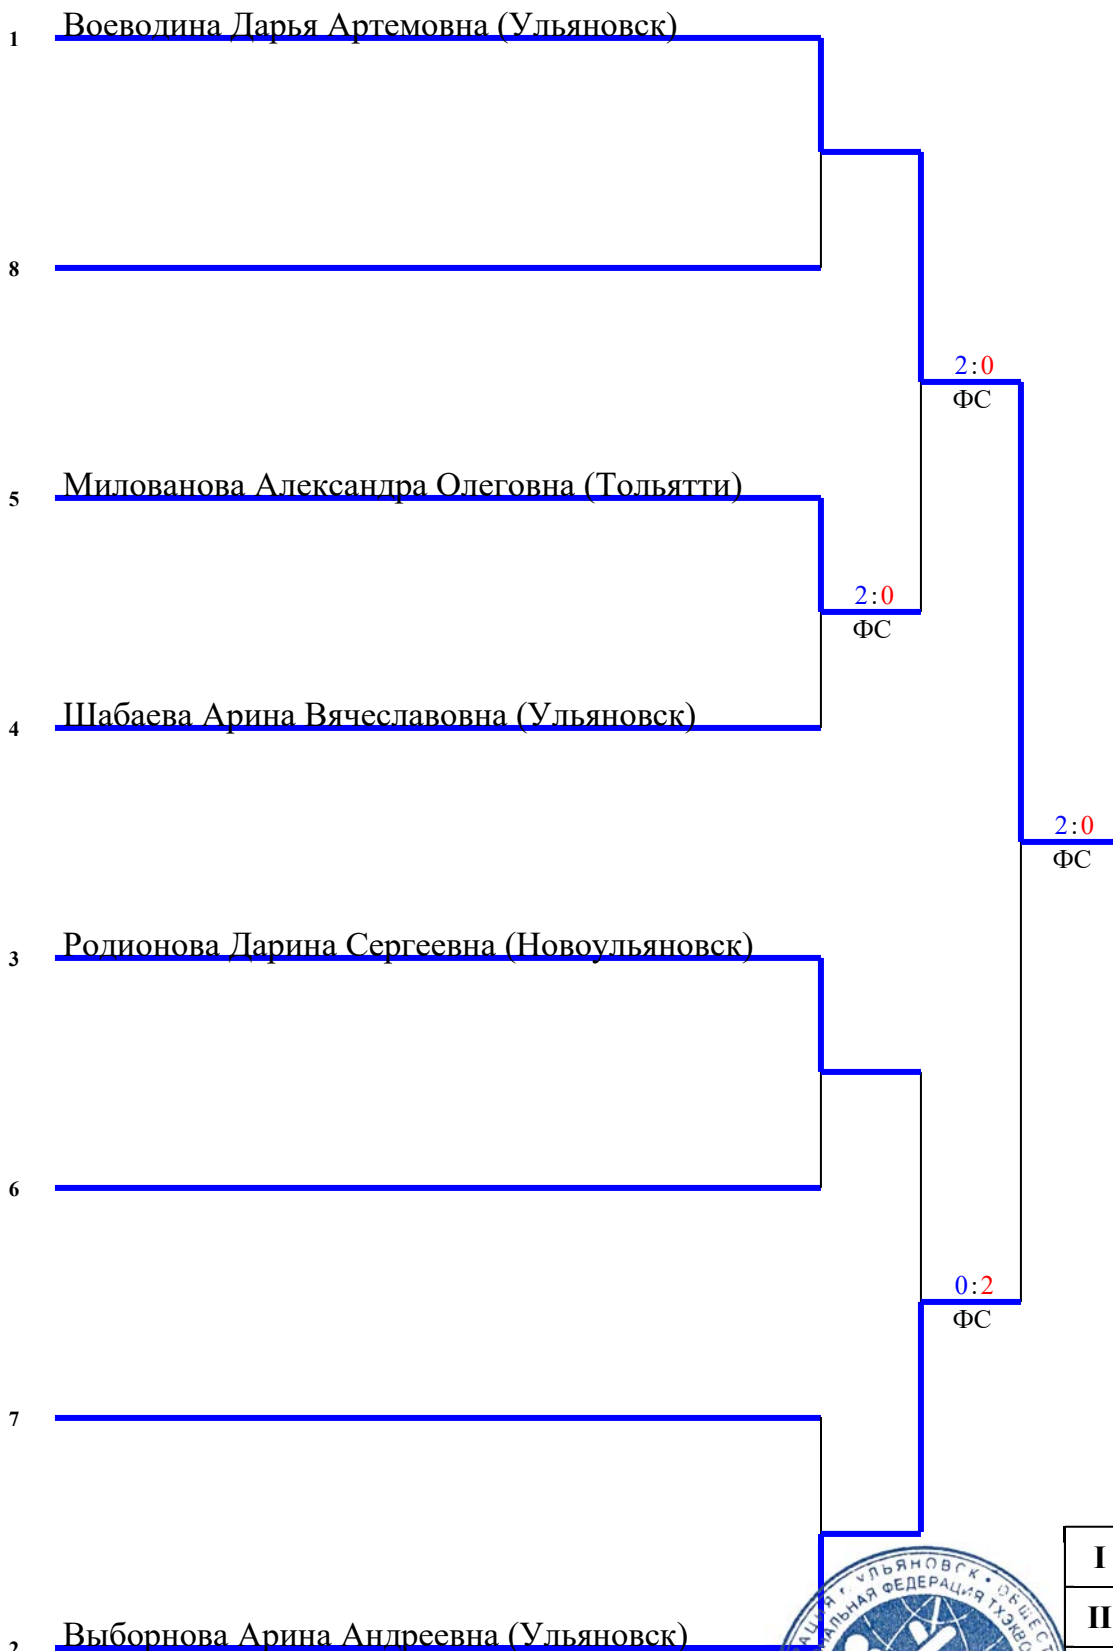 1 Воеводина Дарья Артемовна (Ульяновск)
8
2:0
ФС
5 Милованова Александра Олеговна (Тольятти)
2:0
ФС
4 Шабаева Арина Вячеславовна (Ульяновск)
2:0
ФС
3 Родионова Дарина Сергеевна (Новоульяновск)
6
0:2
ФС
7
I
II
2 Выборнова Арина Андреевна (Ульяновск)
УЛЬЯНОВСК
ФЕДЕРАЦИЯ